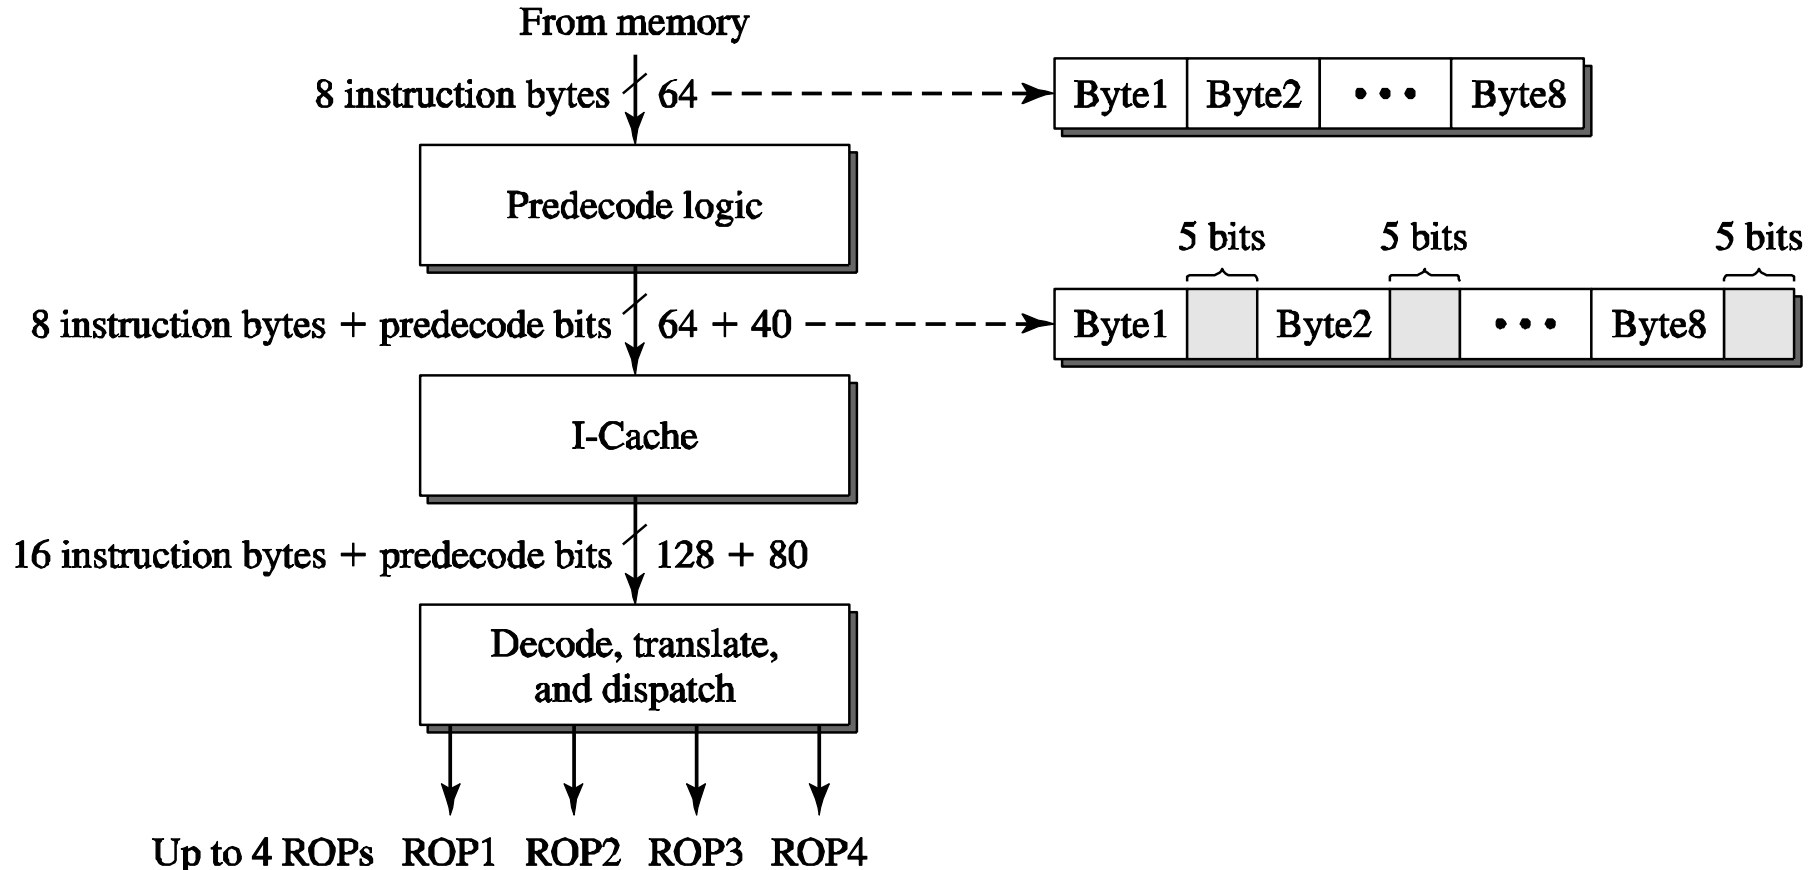 From memory
8 instruction bytes 64
Byte1 Byte2 • • • Byte8
Predecode logic
5 bits 5 bits 5 bits
8 instruction bytes + predecode bits 64 + 40
Byte1 Byte2 • • • Byte8
I-Cache
16 instruction bytes + predecode bits 128 + 80
Decode, translate,
and dispatch
Up to 4 ROPs ROP1 ROP2 ROP3 ROP4